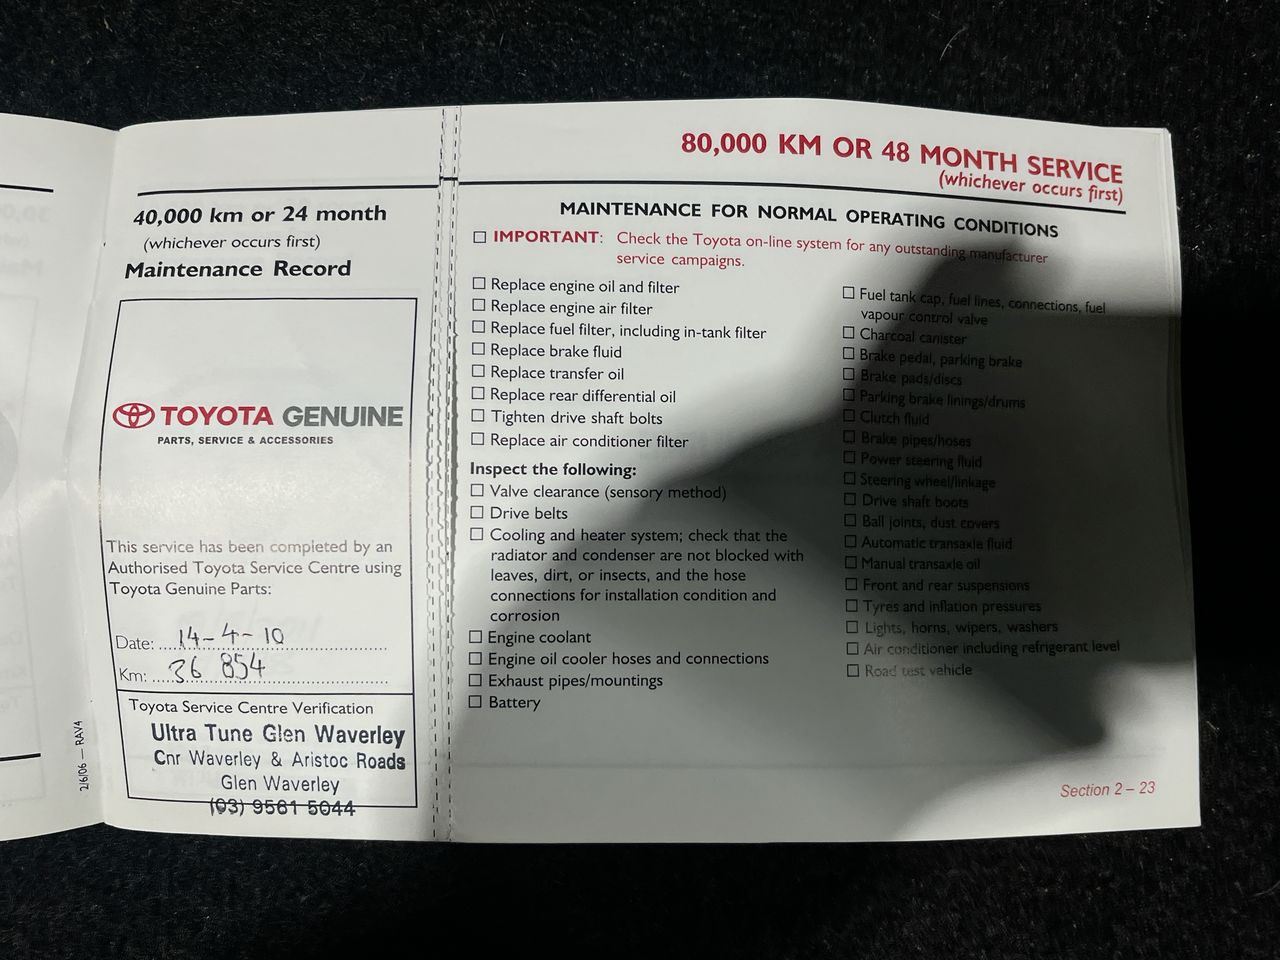 40,000 km or 24 month
(whichever occurs first)
Maintenance Record
TOYOTA GENUINE
PARTS, SERVICE & ACCESSORIES
This service has been completed by an
Authorised Toyota Service Centre using
Toyota Genuine Parts:
Date: 14-4-10
Km: 36 854
Toyota Service Centre Verification
Ultra Tune Glen Waverley
Cnr Waverley & Aristoc Roads
Glen Waverley
(03) 9561 5044
2/6/06 — RAV4
80,000 KM OR 48 MONTH SERVICE
(whichever occurs first)
MAINTENANCE FOR NORMAL OPERATING CONDITIONS
☐ IMPORTANT: Check the Toyota on-line system for any outstanding manufacturer
service campaigns.
☐ Replace engine oil and filter
☐ Replace engine air filter
☐ Replace fuel filter, including in-tank filter
☐ Replace brake fluid
☐ Replace transfer oil
☐ Replace rear differential oil
☐ Tighten drive shaft bolts
☐ Replace air conditioner filter
Inspect the following:
☐ Valve clearance (sensory method)
☐ Drive belts
☐ Cooling and heater system; check that the
radiator and condenser are not blocked with
leaves, dirt, or insects, and the hose
connections for installation condition and
corrosion
☐ Engine coolant
☐ Engine oil cooler hoses and connections
☐ Exhaust pipes/mountings
☐ Battery
☐ Fuel tank cap, fuel lines, connections, fuel
vapour control valve
☐ Charcoal canister
☐ Brake pedal, parking brake
☐ Brake pads/discs
☐ Parking brake linings/drums
☐ Clutch fluid
☐ Brake pipes/hoses
☐ Power steering fluid
☐ Steering wheel/linkage
☐ Drive shaft boots
☐ Ball joints, dust covers
☐ Automatic transaxle fluid
☐ Manual transaxle oil
☐ Front and rear suspensions
☐ Tyres and inflation pressures
☐ Lights, horns, wipers, washers
☐ Air conditioner including refrigerant level
☐ Road test vehicle
Section 2 – 23